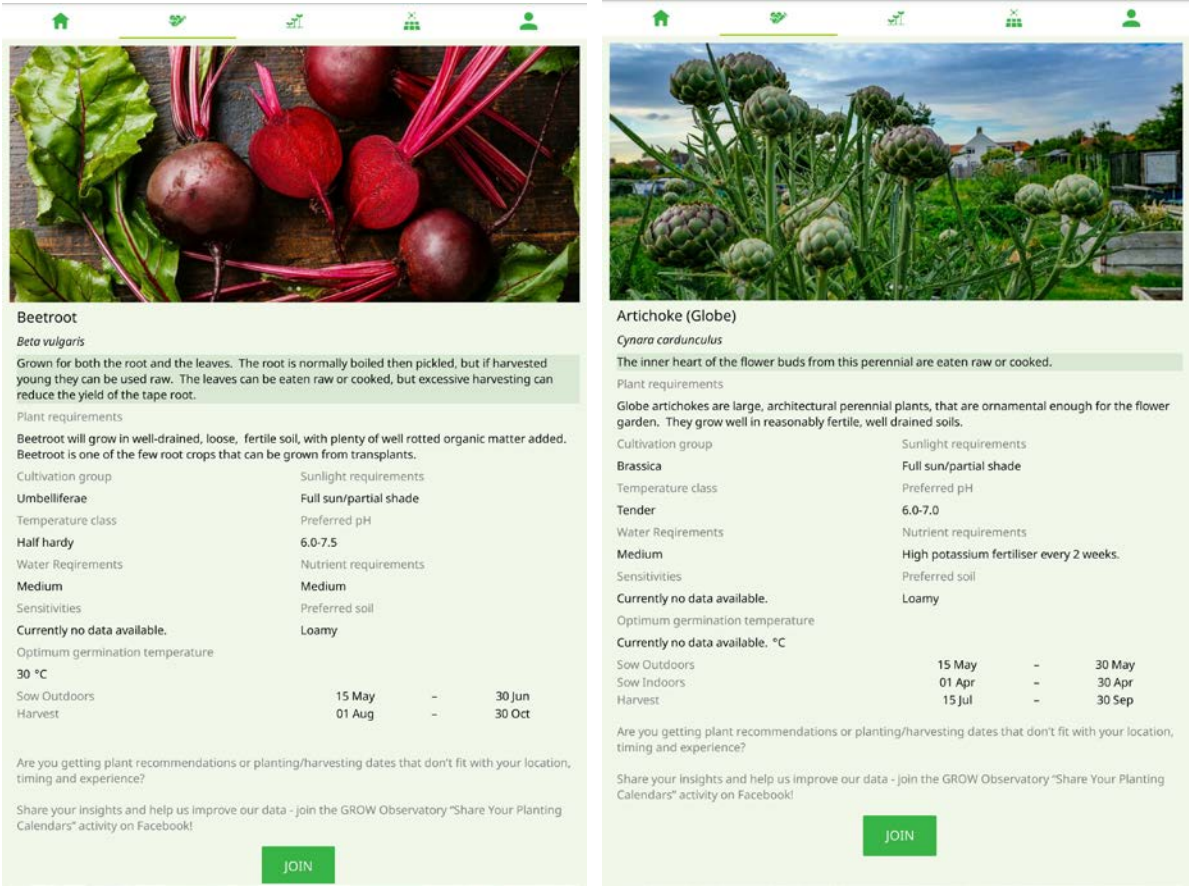 Beetroot
Beta vulgaris
Grown for both the root and the leaves. The root is normally boiled then pickled, but if harvested
young they can be used raw. The leaves can be eaten raw or cooked, but excessive harvesting can
reduce the yield of the tape root.
Plant requirements
Beetroot will grow in well-drained, loose, fertile soil, with plenty of well rotted organic matter added.
Beetroot is one of the few root crops that can be grown from transplants.
Cultivation group Sunlight requirements
Umbelliferae Full sun/partial shade
Temperature class Preferred pH
Half hardy 6.0-7.5
Water Reqirements Nutrient requirements
Medium Medium
Sensitivities Preferred soil
Currently no data available. Loamy
Optimum germination temperature
30 °C
Sow Outdoors 15 May – 30 Jun
Harvest 01 Aug – 30 Oct
Are you getting plant recommendations or planting/harvesting dates that don't fit with your location,
timing and experience?
Share your insights and help us improve our data - join the GROW Observatory "Share Your Planting
Calendars" activity on Facebook!
JOIN
Artichoke (Globe)
Cynara cardunculus
The inner heart of the flower buds from this perennial are eaten raw or cooked.
Plant requirements
Globe artichokes are large, architectural perennial plants, that are ornamental enough for the flower
garden. They grow well in reasonably fertile, well drained soils.
Cultivation group Sunlight requirements
Brassica Full sun/partial shade
Temperature class Preferred pH
Tender 6.0-7.0
Water Reqirements Nutrient requirements
Medium High potassium fertiliser every 2 weeks.
Sensitivities Preferred soil
Currently no data available. Loamy
Optimum germination temperature
Currently no data available. °C
Sow Outdoors 15 May – 30 May
Sow Indoors 01 Apr – 30 Apr
Harvest 15 Jul – 30 Sep
Are you getting plant recommendations or planting/harvesting dates that don't fit with your location,
timing and experience?
Share your insights and help us improve our data - join the GROW Observatory "Share Your Planting
Calendars" activity on Facebook!
JOIN